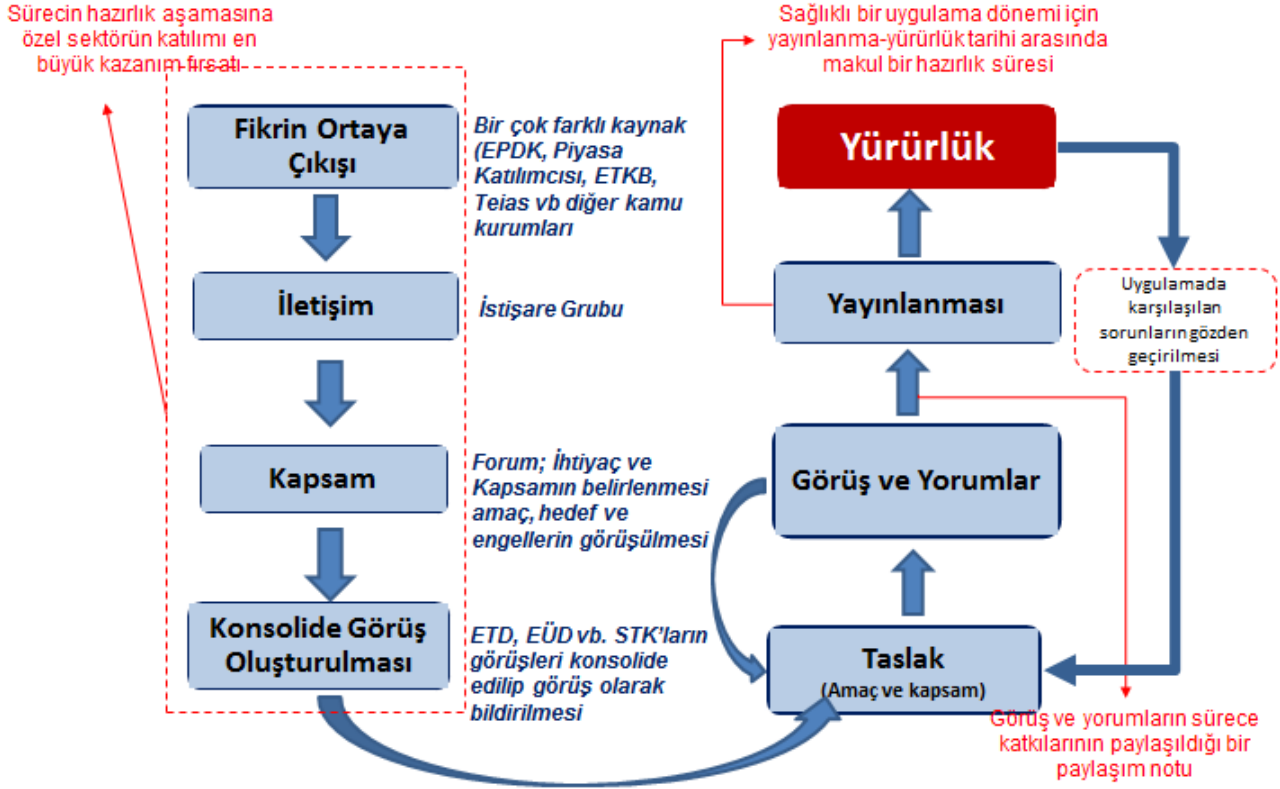 Sürecin hazırlık aşamasına
özel sektörün katılımı en
büyük kazanım fırsatı
Fikrin Ortaya
Çıkışı
Bir çok farklı kaynak
(EPDK, Piyasa
Katılımcısı, ETKB,
Teias vb diğer kamu
kurumları
İletişim
İstişare Grubu
Kapsam
Forum; İhtiyaç ve
Kapsamın belirlenmesi
amaç, hedef ve
engellerin görüşülmesi
Konsolide Görüş
Oluşturulması
ETD, EÜD vb. STK'ların
görüşleri konsolide
edilip görüş olarak
bildirilmesi
Sağlıklı bir uygulama dönemi için
yayınlanma-yürürlük tarihi arasında
makul bir hazırlık süresi
Yürürlük
Yayınlanması
Uygulamada
karşılaşılan
sorunların gözden
geçirilmesi
Görüş ve Yorumlar
Taslak
(Amaç ve kapsam)
Görüş ve yorumların sürece
katkılarının paylaşıldığı bir
paylaşım notu